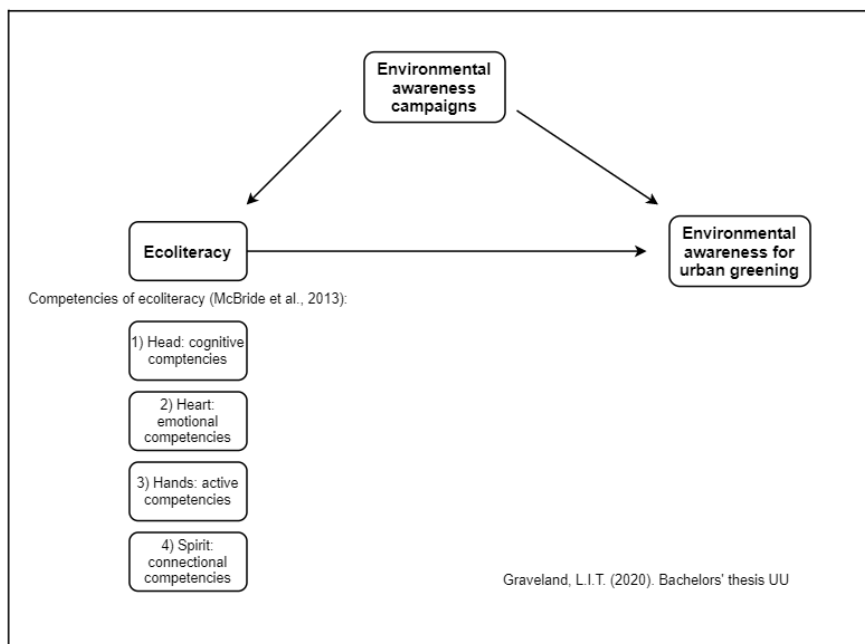 Environmental
awareness
campaigns
Ecoliteracy
Environmental
awareness for
urban greening
Competencies of ecoliteracy (McBride et al., 2013):
1) Head: cognitive
comptencies
2) Heart:
emotional
competencies
3) Hands: active
competencies
4) Spirit:
connectional
competencies
Graveland, L.I.T. (2020). Bachelors' thesis UU